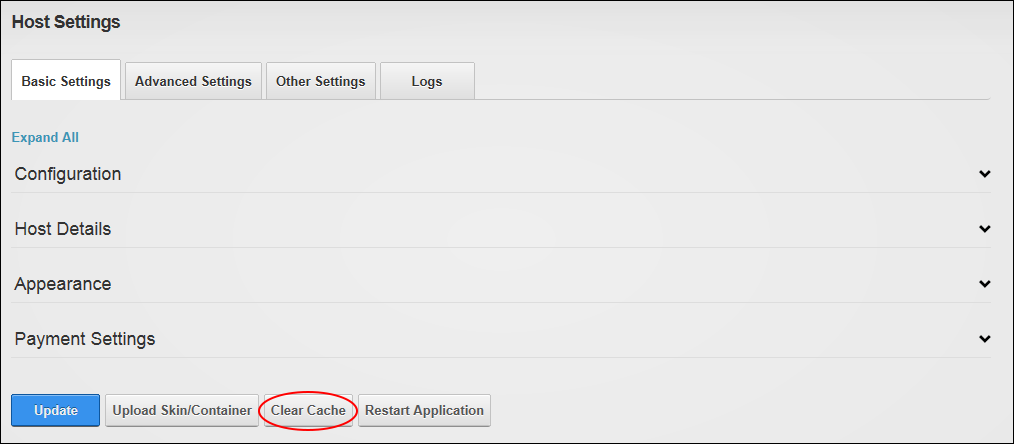 Host Settings
Basic Settings Advanced Settings Other Settings Logs
Expand All
Configuration
Host Details
Appearance
Payment Settings
Update Upload Skin/Container Clear Cache Restart Application